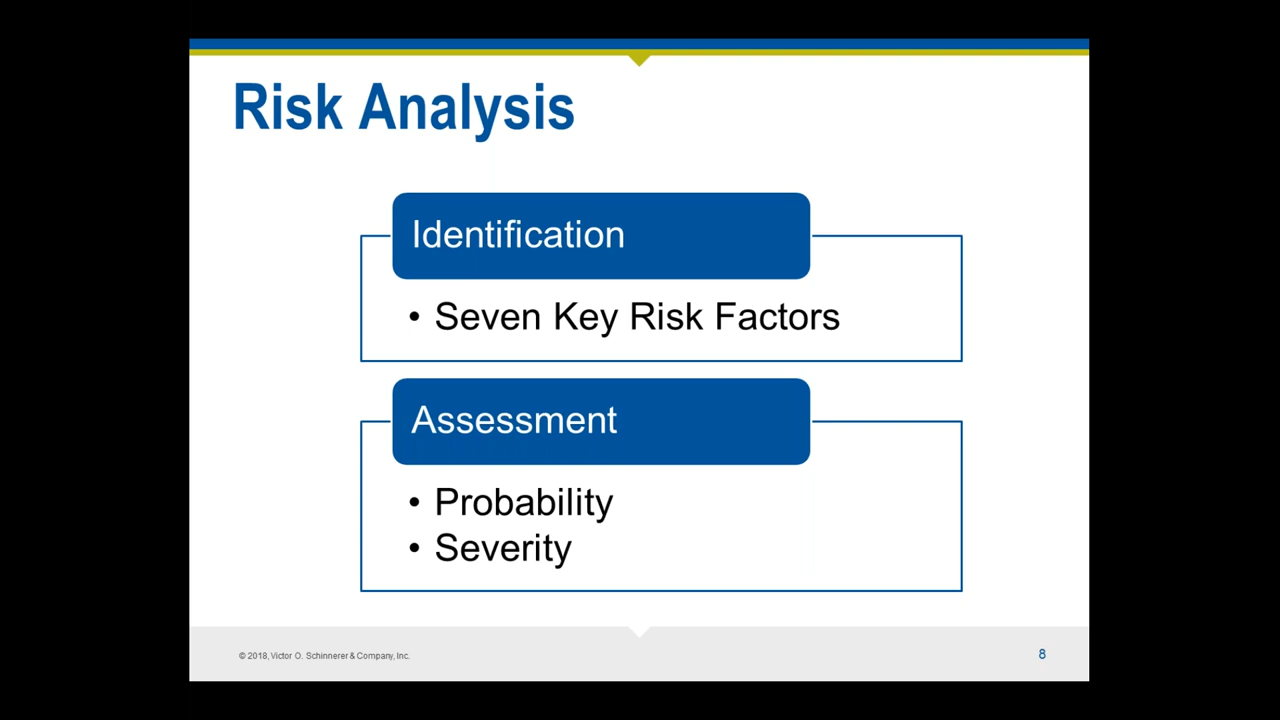 Risk Analysis
Identification
• Seven Key Risk Factors
Assessment
• Probability
• Severity
© 2018, Victor O. Schinnerer & Company, Inc.
8